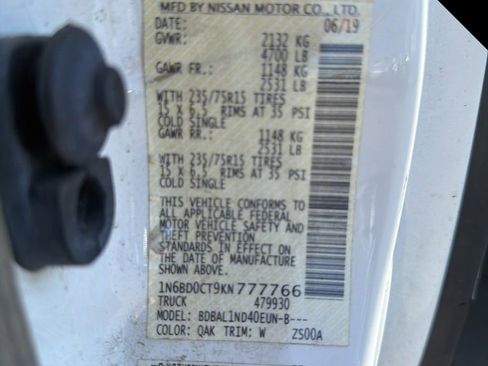 MFD BY NISSAN MOTOR CO., LTD.
DATE: 06/19
GVWR: 2132 KG
4700 LB
GAWR FR.: 1148 KG
2531 LB
WITH 235/75R15 TIRES
15 X 6.5 RIMS AT 35 PSI
COLD SINGLE
GAWR RR.: 1148 KG
2531 LB
WITH 235/75R15 TIRES
15 X 6.5 RIMS AT 35 PSI
COLD SINGLE
THIS VEHICLE CONFORMS TO
ALL APPLICABLE FEDERAL
MOTOR VEHICLE SAFETY AND
THEFT PREVENTION
STANDARDS IN EFFECT ON
THE DATE OF MANUFACTURE
SHOWN ABOVE.
1N6BD0CT9KN777766
TRUCK 479930
MODEL: BDBAL1ND40EUN-B---
COLOR: QAK TRIM: W ZS00A